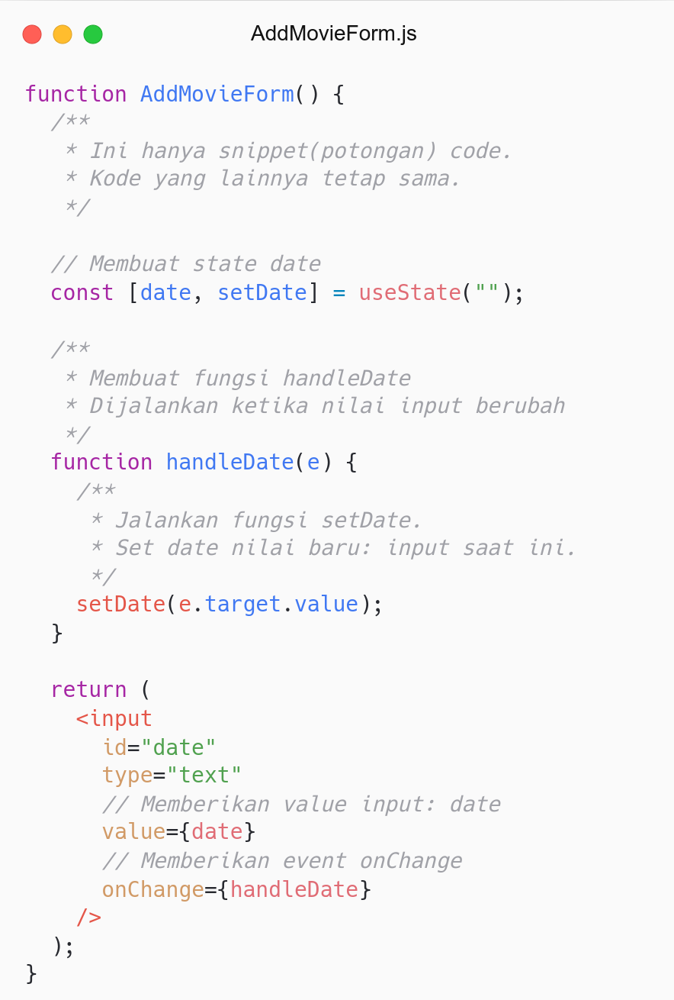 AddMovieForm.js
function AddMovieForm() {
  /**
   * Ini hanya snippet(potongan) code.
   * Kode yang lainnya tetap sama.
   */

  // Membuat state date
  const [date, setDate] = useState("");

  /**
   * Membuat fungsi handleDate
   * Dijalankan ketika nilai input berubah
   */
  function handleDate(e) {
    /**
     * Jalankan fungsi setDate.
     * Set date nilai baru: input saat ini.
     */
    setDate(e.target.value);
  }

  return (
    <input
      id="date"
      type="text"
      // Memberikan value input: date
      value={date}
      // Memberikan event onChange
      onChange={handleDate}
    />
  );
}